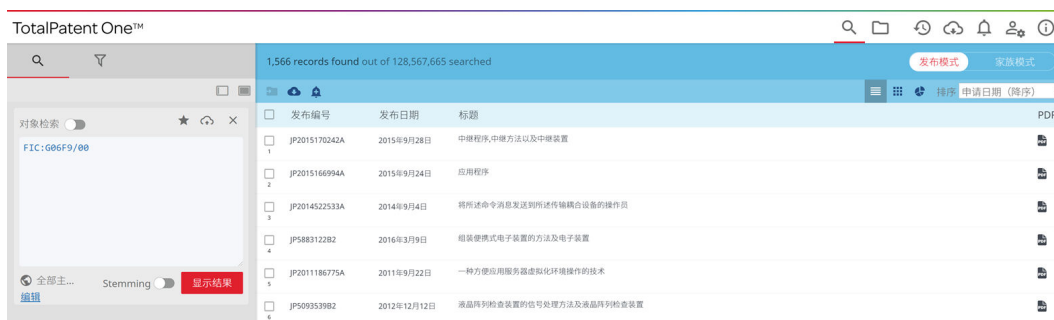 TotalPatent One™
1,566 records found out of 128,567,665 searched
发布模式
家族模式
排序 申请日期（降序）
对象检索
FIC:G06F9/00
全部主...
编辑
Stemming
显示结果
发布编号 发布日期 标题 PDF
1 JP2015170242A 2015年9月28日 中继程序,中继方法以及中继装置
2 JP2015166994A 2015年9月24日 应用程序
3 JP2014522533A 2014年9月4日 将所述命令消息发送到所述传输耦合设备的操作员
4 JP5883122B2 2016年3月9日 组装便携式电子装置的方法及电子装置
5 JP2011186775A 2011年9月22日 一种方便应用服务器虚拟化环境操作的技术
6 JP5093539B2 2012年12月12日 液晶阵列检查装置的信号处理方法及液晶阵列检查装置